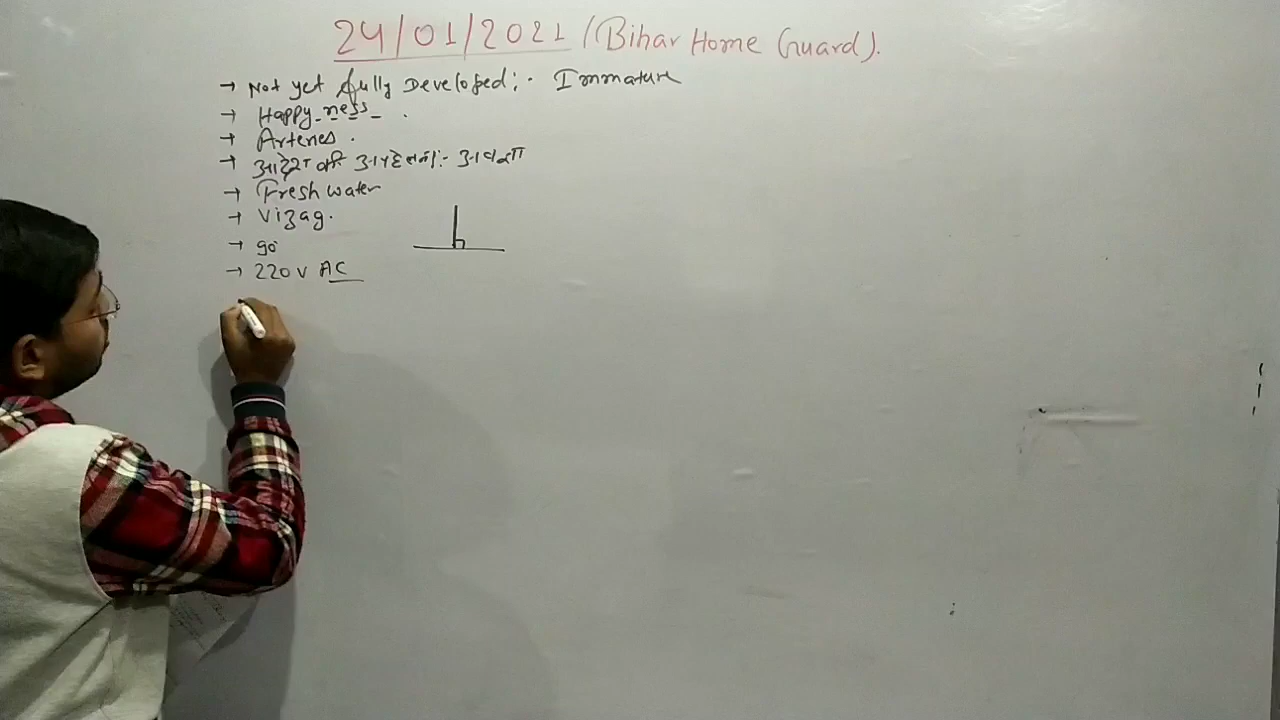 24/01/2021 (Bihar Home Guard).
→ Not yet fully Developed:- Immature
→ Happy-ness- .
→ Arteries.
→ की
→ Fresh water
→ Vizag.
→ 90
→ 220 V AC